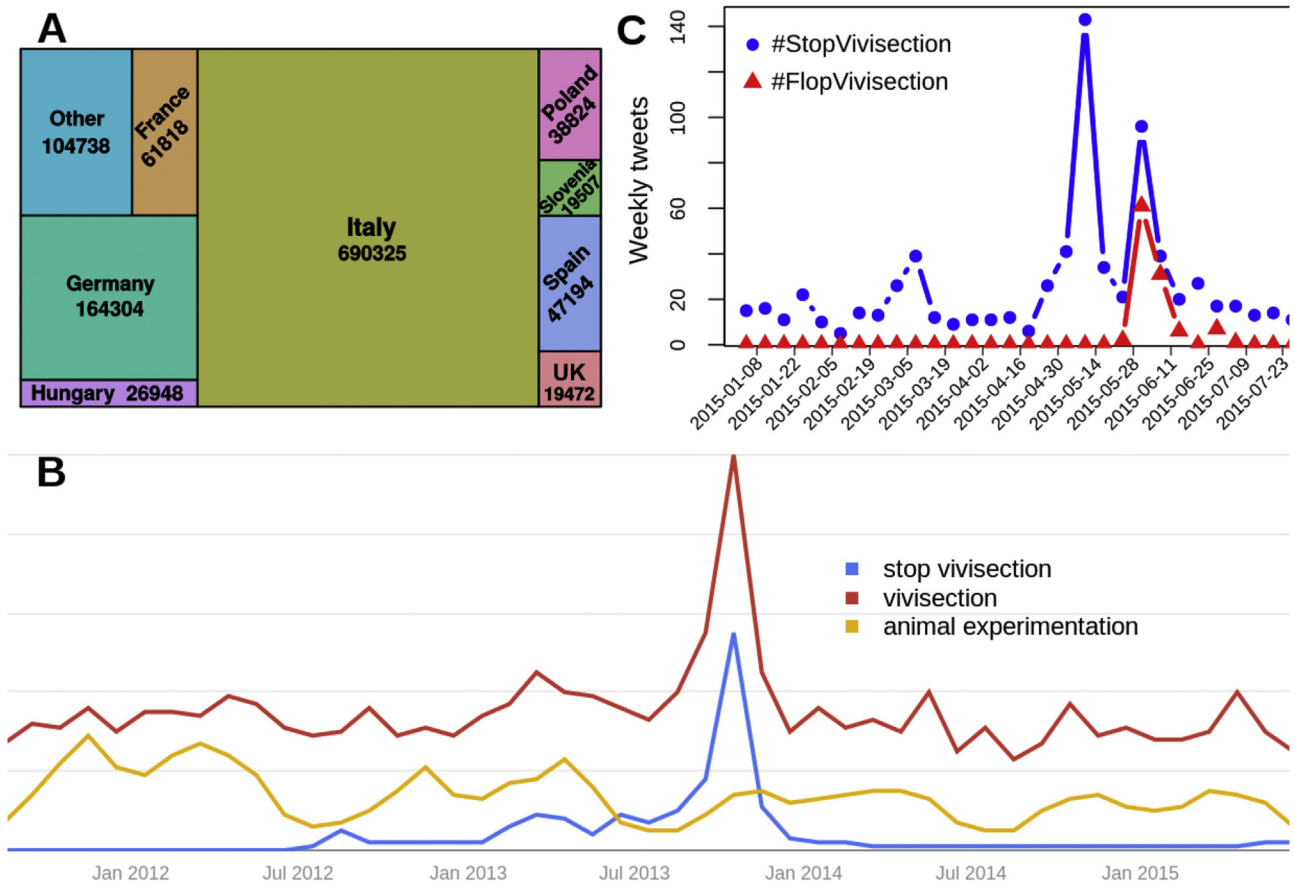 A
Other
104738
France
61818
Italy
690325
Poland
38824
Slovenia
19507
Germany
164304
Spain
47194
Hungary 26948
UK
19472
C
#StopVivisection
#FlopVivisection
Weekly tweets
140
100
60
20
0
2015-01-08
2015-01-22
2015-02-05
2015-02-19
2015-03-05
2015-03-19
2015-04-02
2015-04-16
2015-04-30
2015-05-14
2015-05-28
2015-06-11
2015-06-25
2015-07-09
2015-07-23
B
stop vivisection
vivisection
animal experimentation
Jan 2012
Jul 2012
Jan 2013
Jul 2013
Jan 2014
Jul 2014
Jan 2015